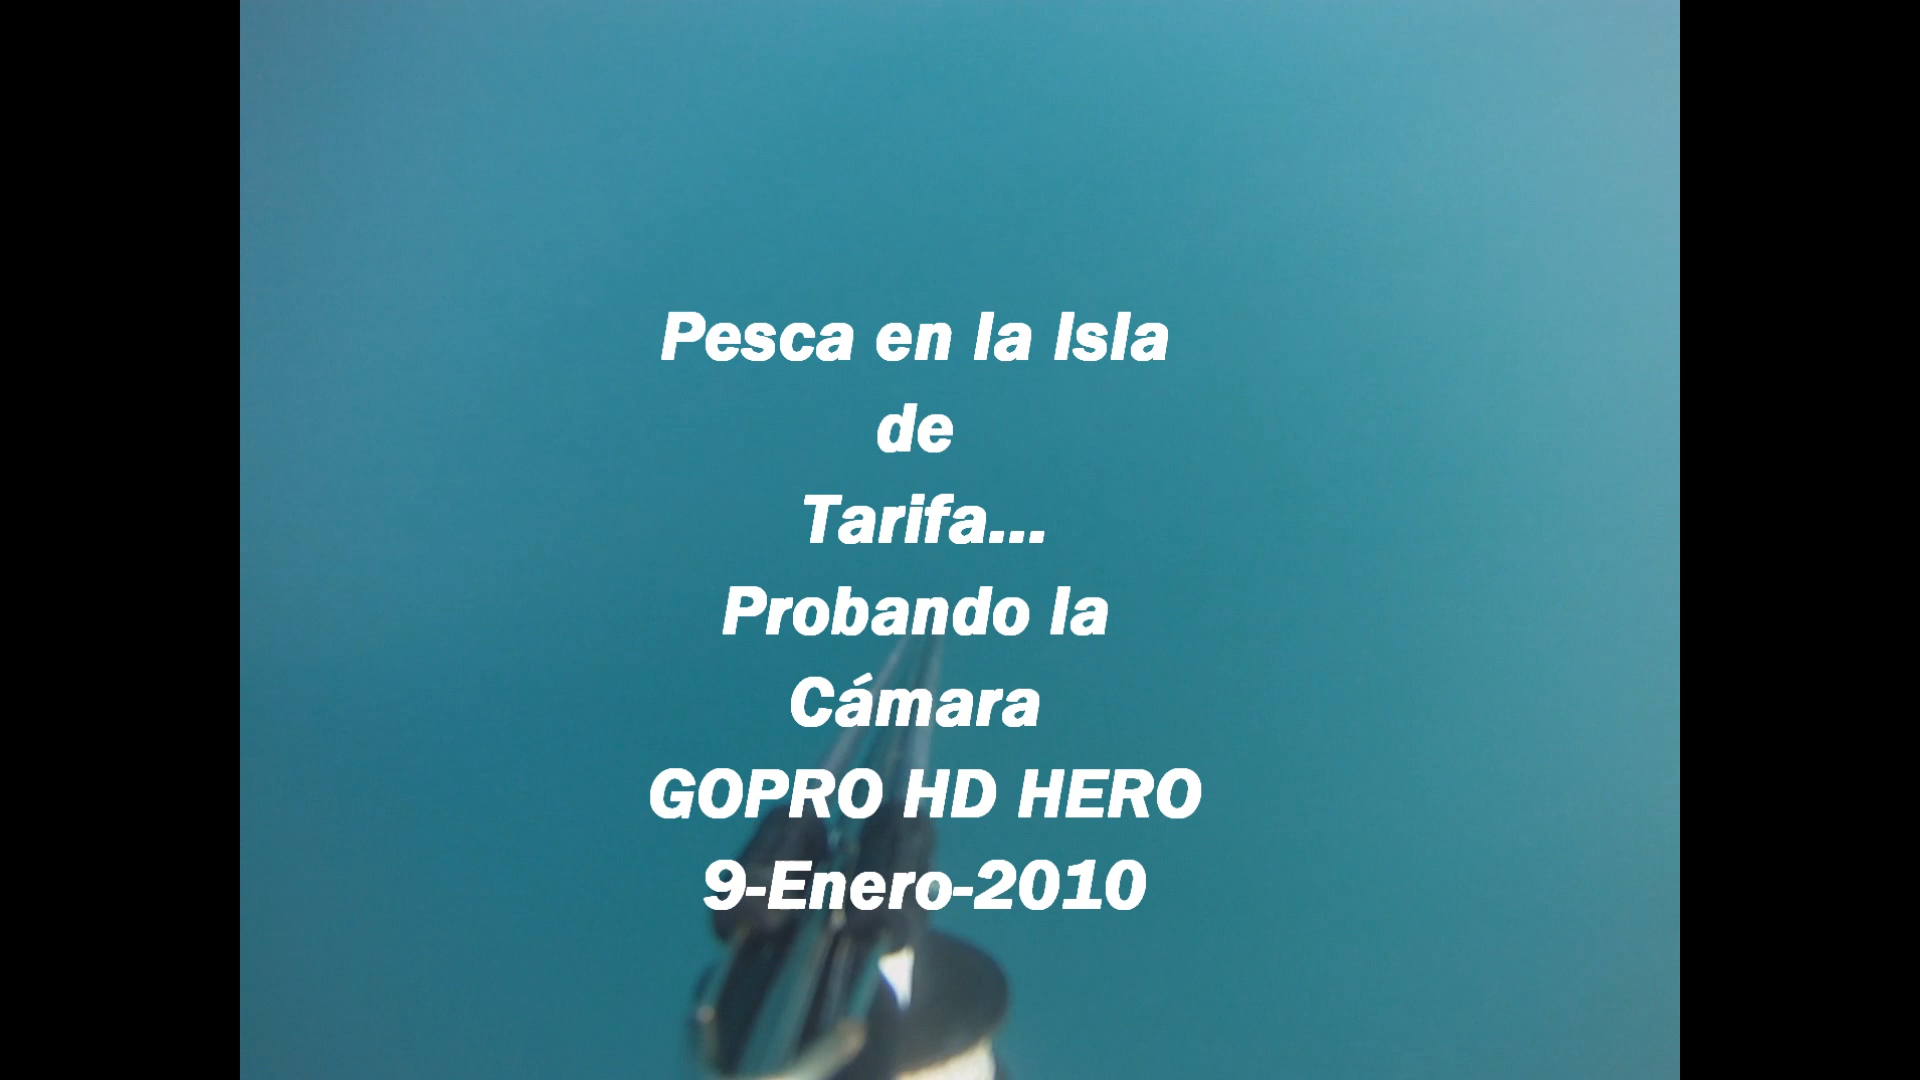 Pesca en la Isla
de
Tarifa...
Probando la
Cámara
GOPRO HD HERO
9-Enero-2010